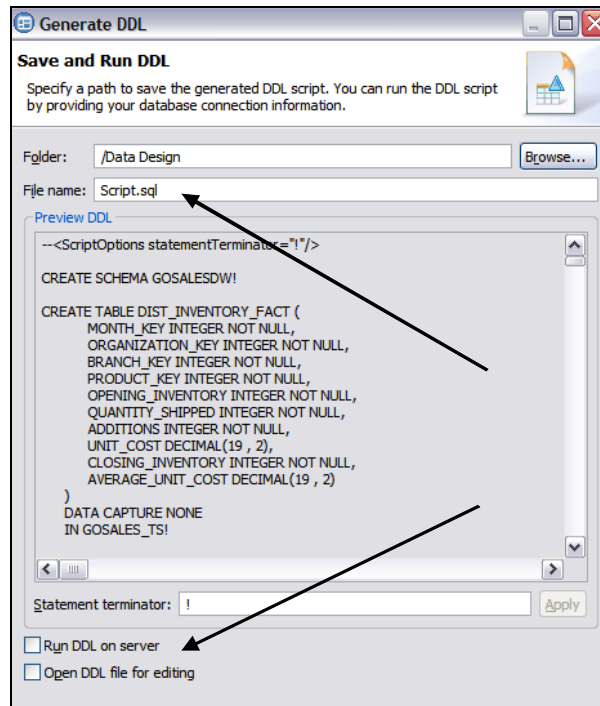 Generate DDL
Save and Run DDL
Specify a path to save the generated DDL script. You can run the DDL script
by providing your database connection information.
Folder: /Data Design Browse...
File name: Script.sql
Preview DDL
--<ScriptOptions statementTerminator="!"/>
CREATE SCHEMA GOSALESDW!
CREATE TABLE DIST_INVENTORY_FACT (
MONTH_KEY INTEGER NOT NULL,
ORGANIZATION_KEY INTEGER NOT NULL,
BRANCH_KEY INTEGER NOT NULL,
PRODUCT_KEY INTEGER NOT NULL,
OPENING_INVENTORY INTEGER NOT NULL,
QUANTITY_SHIPPED INTEGER NOT NULL,
ADDITIONS INTEGER NOT NULL,
UNIT_COST DECIMAL(19 , 2),
CLOSING_INVENTORY INTEGER NOT NULL,
AVERAGE_UNIT_COST DECIMAL(19 , 2)
)
DATA CAPTURE NONE
IN GOSALES_TS!
Statement terminator: ! Apply
Run DDL on server
Open DDL file for editing